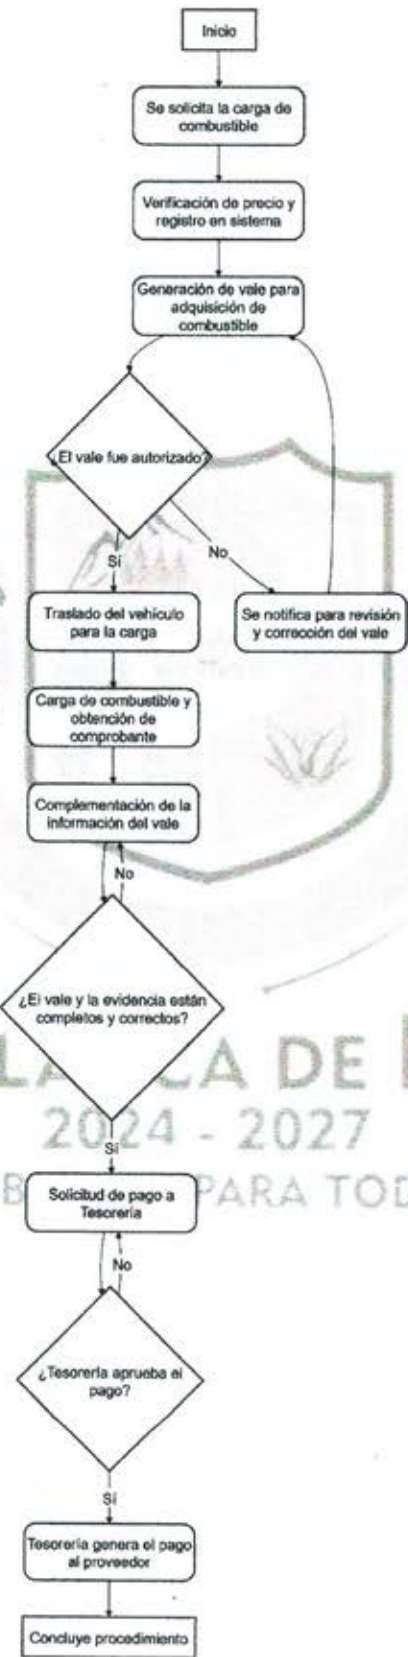 Inicio
Se solicita la carga de
combustible
Verificación de precio y
registro en sistema
Generación de vale para
adquisición de
combustible
¿El vale fue autorizado?
Sí
No
Traslado del vehículo
para la carga
Se notifica para revisión
y corrección del vale
Carga de combustible y
obtención de
comprobante
Complementación de la
información del vale
No
¿El vale y la evidencia están
completos y correctos?
CA DE
2024 - 2027
Sí
Solicitud de pago a
Tesorería
PARA TOD
No
¿Tesorería aprueba el
pago?
Sí
Tesorería genera el pago
al proveedor
Concluye procedimiento